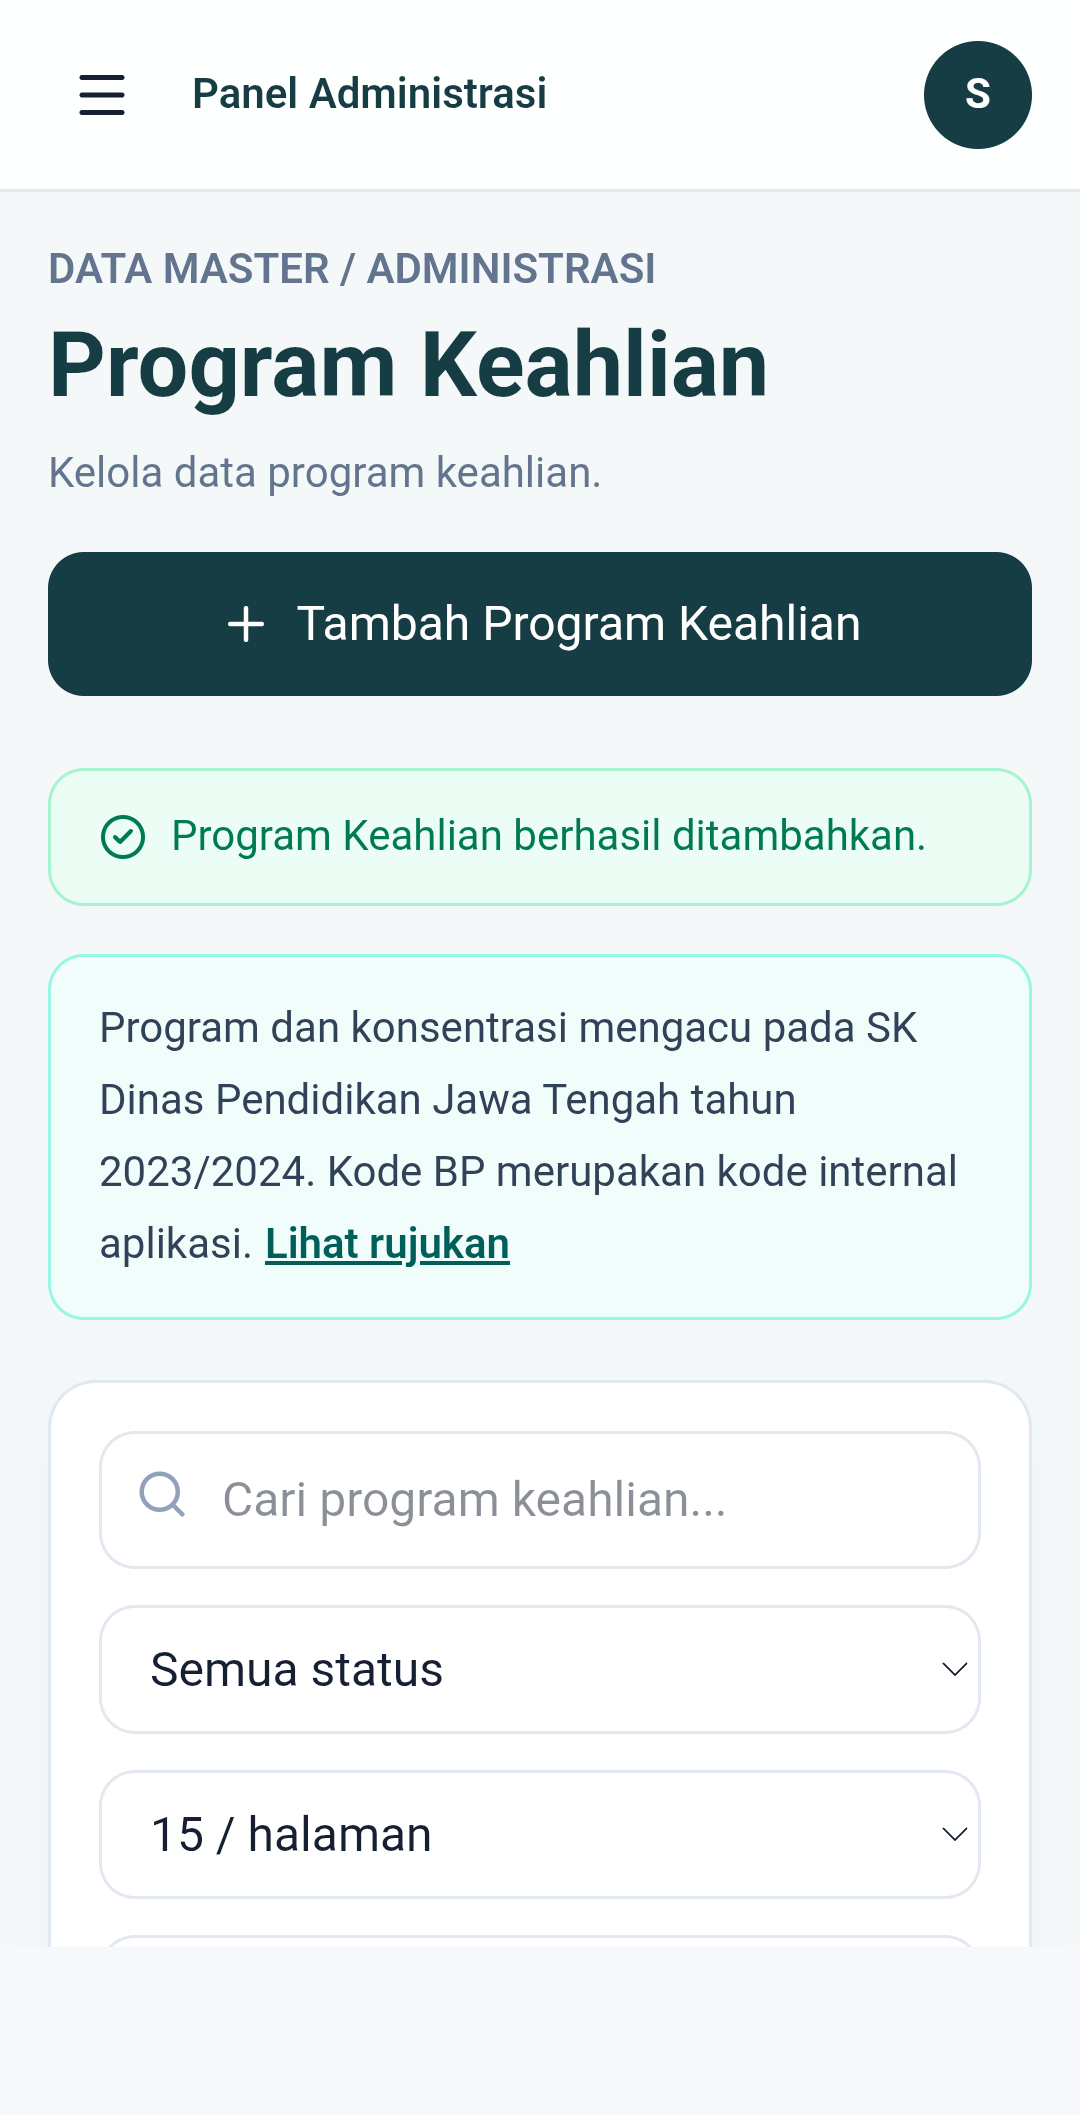 Panel Administrasi
S
DATA MASTER / ADMINISTRASI
Program Keahlian
Kelola data program keahlian.
+ Tambah Program Keahlian
Program Keahlian berhasil ditambahkan.
Program dan konsentrasi mengacu pada SK
Dinas Pendidikan Jawa Tengah tahun
2023/2024. Kode BP merupakan kode internal
aplikasi. Lihat rujukan
Cari program keahlian...
Semua status
15 / halaman